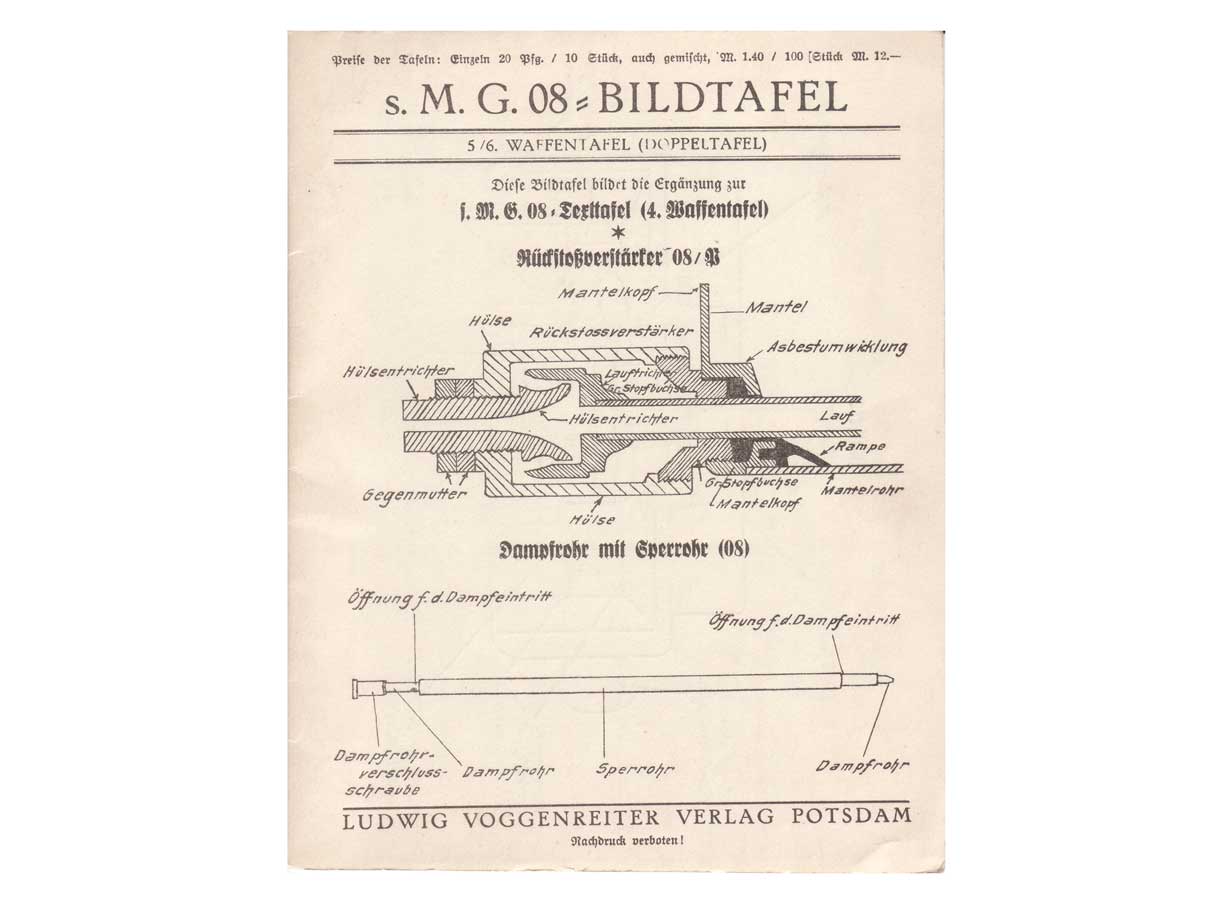 Preise der Tafeln: Einzeln 20 Pfg. / 10 Stück, auch gemischt, M. 1.40 / 100 [Stück M. 12.—
s. M. G. 08 = BILDTAFEL
5/6. WAFFENTAFEL (DOPPELTAFEL)
Diese Bildtafel bildet die Ergänzung zur
s. M. G. 08 = Texttafel (4. Waffentafel)
Rückstoßverstärker 08/P
Mantelkopf
Mantel
Hülse
Rückstossverstärker
Asbestumwicklung
Hülsentrichter
Lauftrichter
Gr. Stopfbuchse
Hülsentrichter
Lauf
Rampe
Gegenmutter
Gr. Stopfbuchse
Mantelkopf
Mantelrohr
Hülse
Dampfrohr mit Sperrohr (08)
Öffnung f. d. Dampfeintritt
Öffnung f. d. Dampfeintritt
Dampfrohr-
verschluss-
schraube
Dampfrohr
Sperrohr
Dampfrohr
LUDWIG VOGGENREITER VERLAG POTSDAM
Nachdruck verboten!